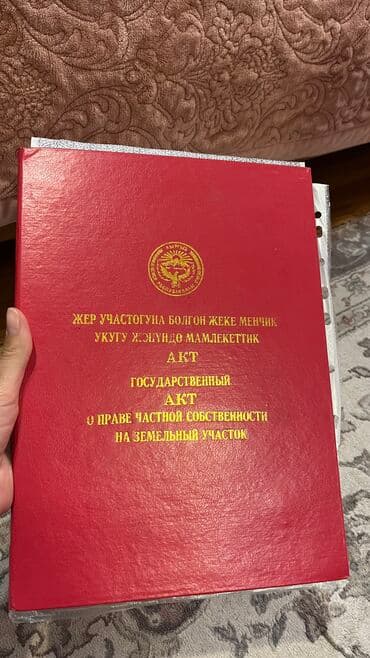 ЖЕР УЧАСТОГУНА БОЛГОН ЖЕКЕ МЕНЧИК
УКУГУ ЖӨНҮНДӨ МАМЛЕКЕТТИК
АКТ
ГОСУДАРСТВЕННЫЙ
АКТ
О ПРАВЕ ЧАСТНОЙ СОБСТВЕННОСТИ
НА ЗЕМЕЛЬНЫЙ УЧАСТОК